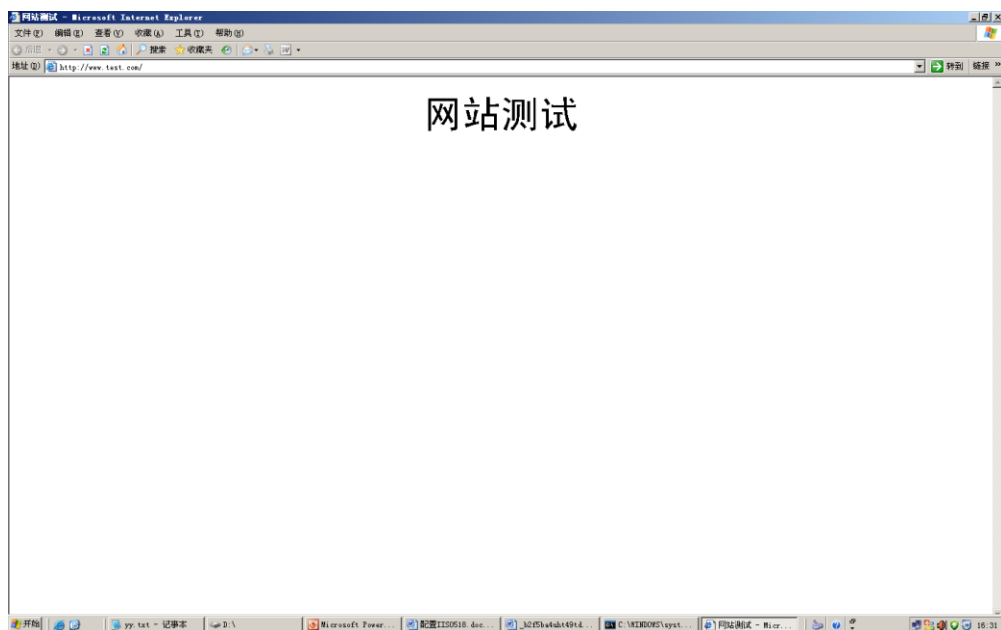 网站测试 - Microsoft Internet Explorer
文件(F) 编辑(E) 查看(V) 收藏(A) 工具(T) 帮助(H)
后退 搜索 收藏夹
地址(D) http://www.test.com/ 转到 链接 »
网站测试
开始 yy.txt - 记事本 D:\ Microsoft Power... 配置IIS0518.doc... C:\WINDOWS\syst... 网站测试 - Micr... 16:31